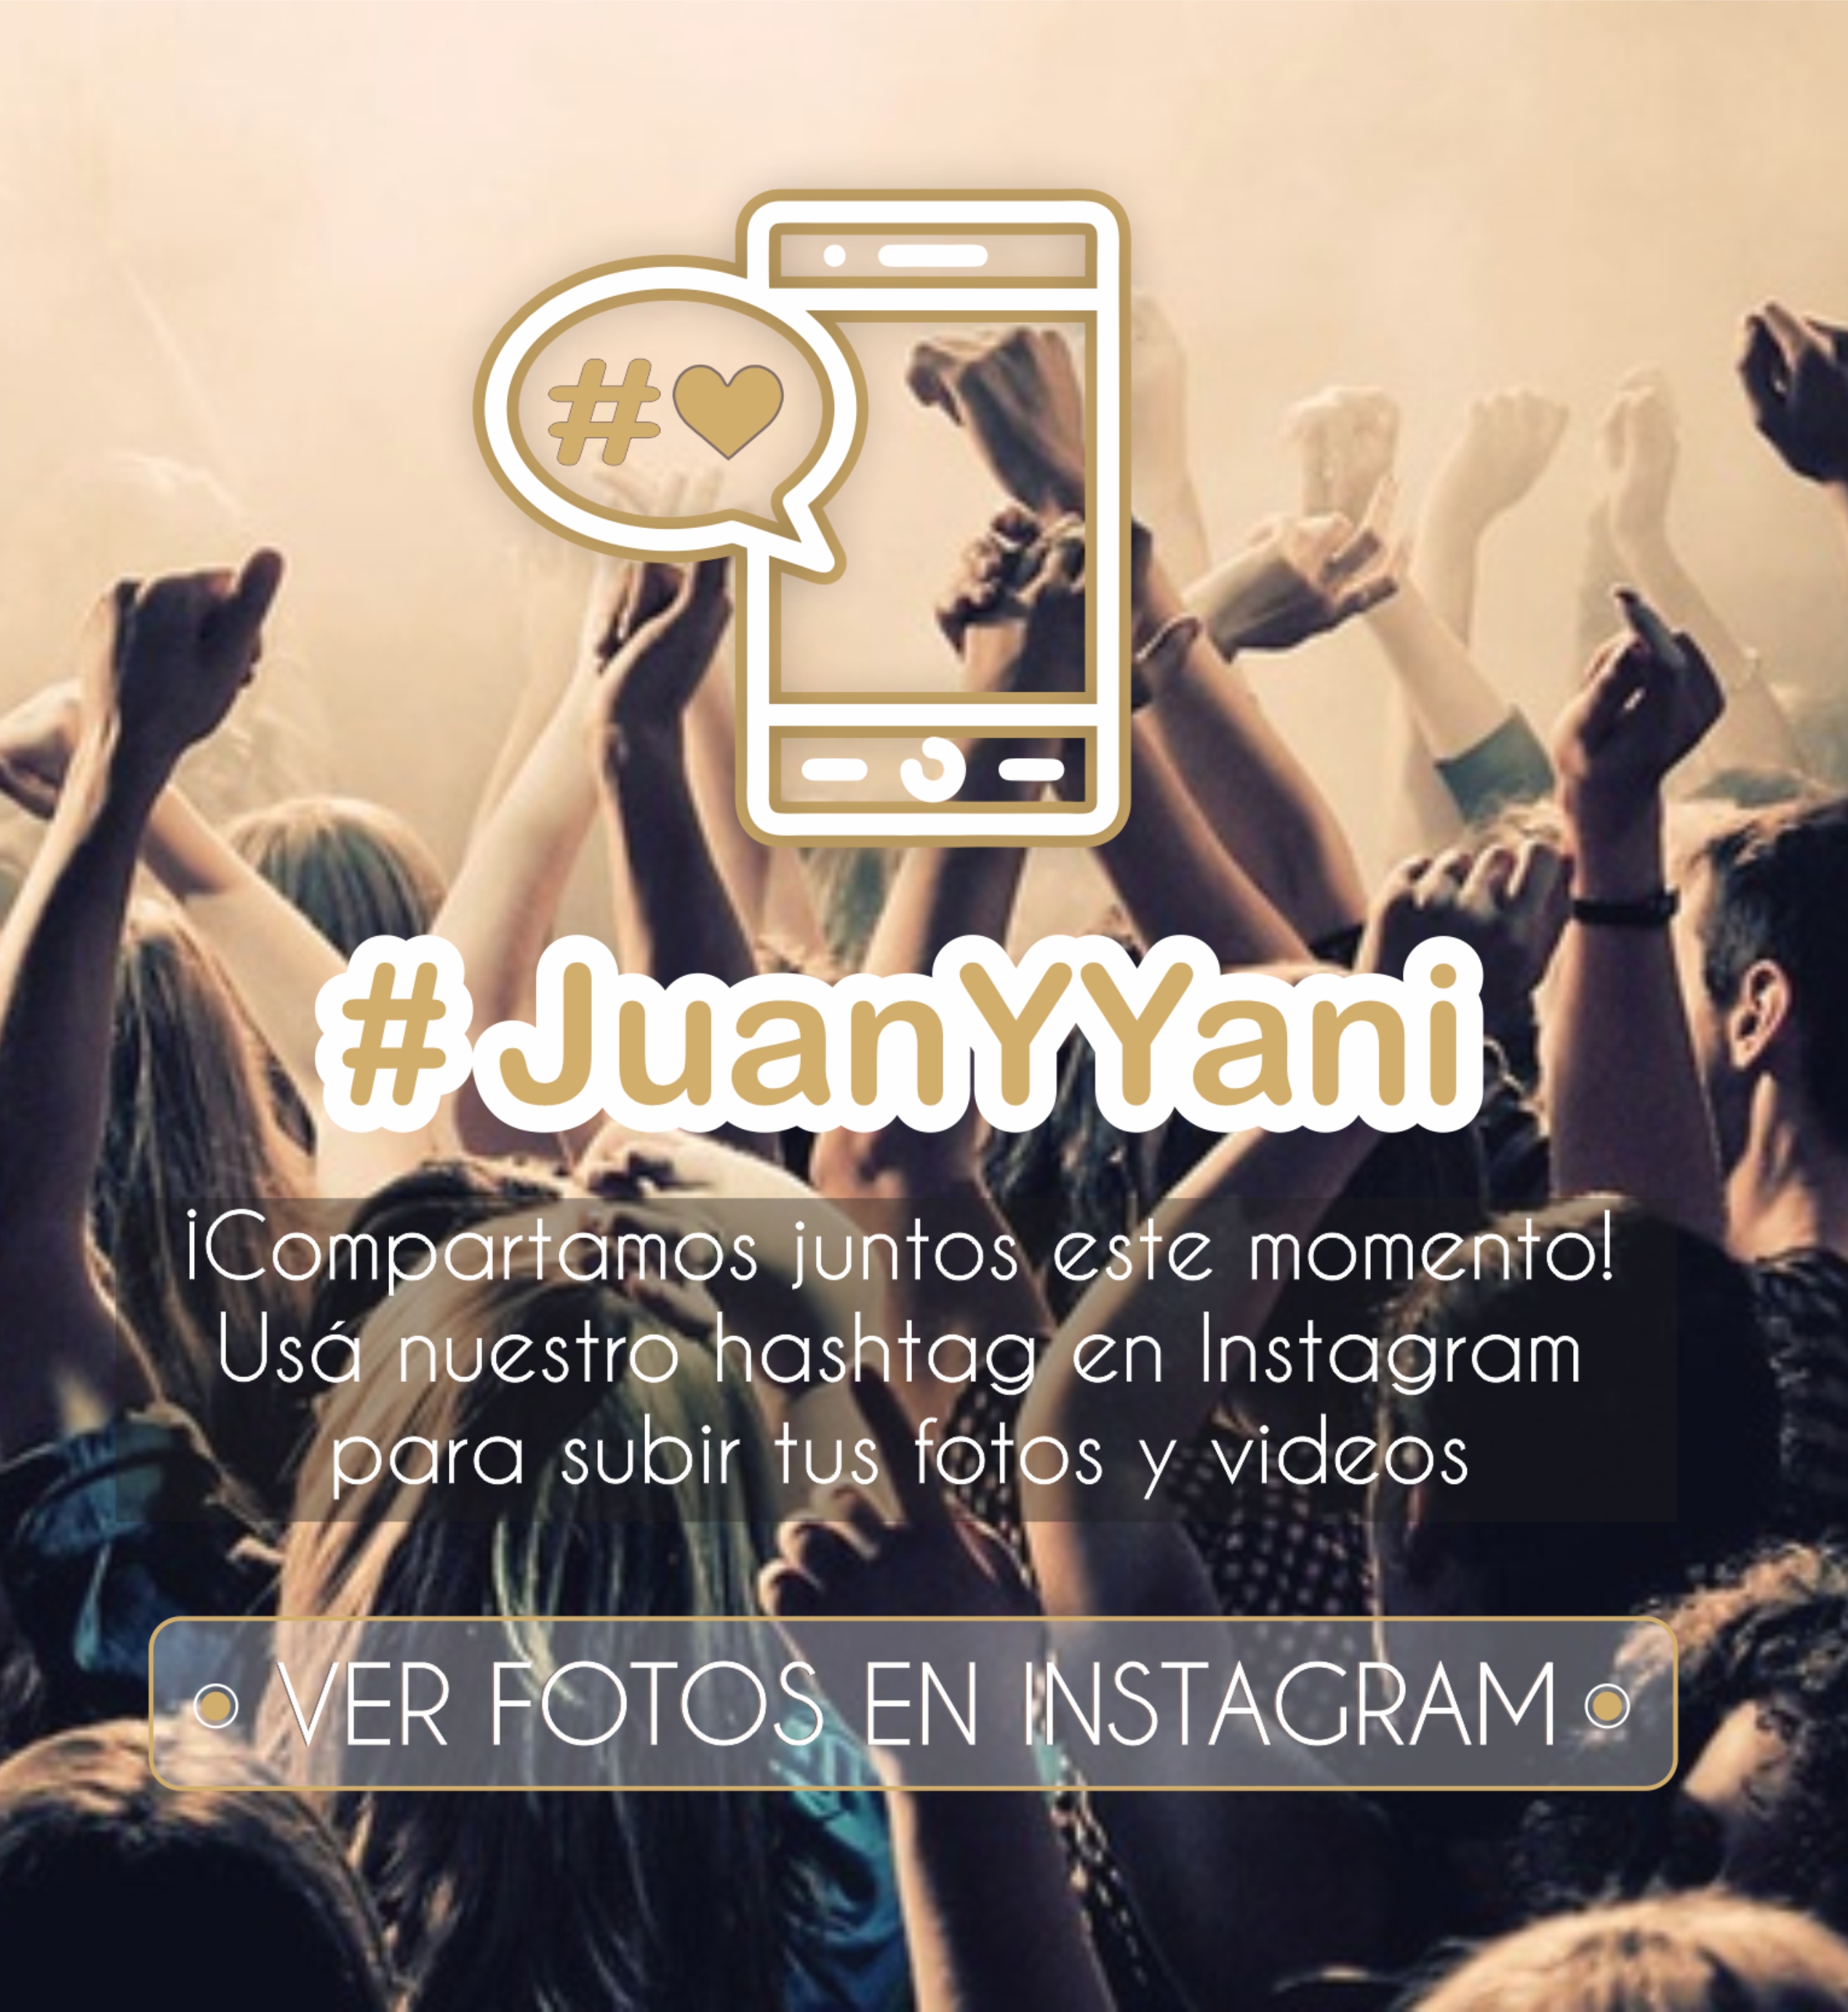 #
#JuanYYani
¡Compartamos juntos este momento!
Usá nuestro hashtag en Instagram
para subir tus fotos y videos
VER FOTOS EN INSTAGRAM